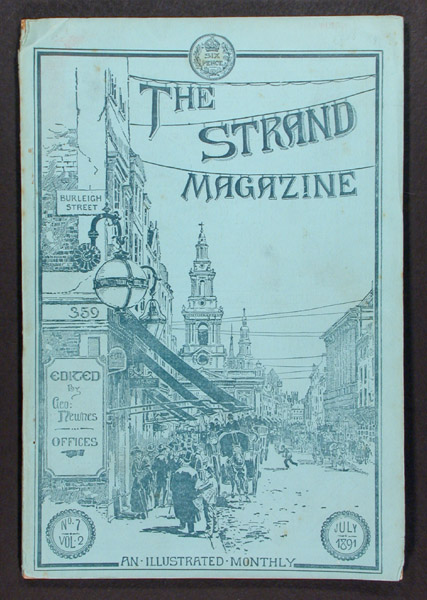 SIX
PENCE
THE
STRAND
MAGAZINE
BURLEIGH
STREET
359
EDITED
By
Geo:
Newnes
OFFICES
No. 7
VOL: 2
JULY
1891
AN · ILLUSTRATED · MONTHLY